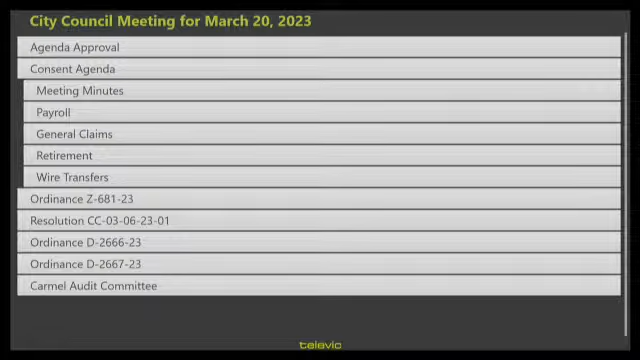 City Council Meeting for March 20, 2023
Agenda Approval
Consent Agenda
Meeting Minutes
Payroll
General Claims
Retirement
Wire Transfers
Ordinance Z-681-23
Resolution CC-03-06-23-01
Ordinance D-2666-23
Ordinance D-2667-23
Carmel Audit Committee
televic